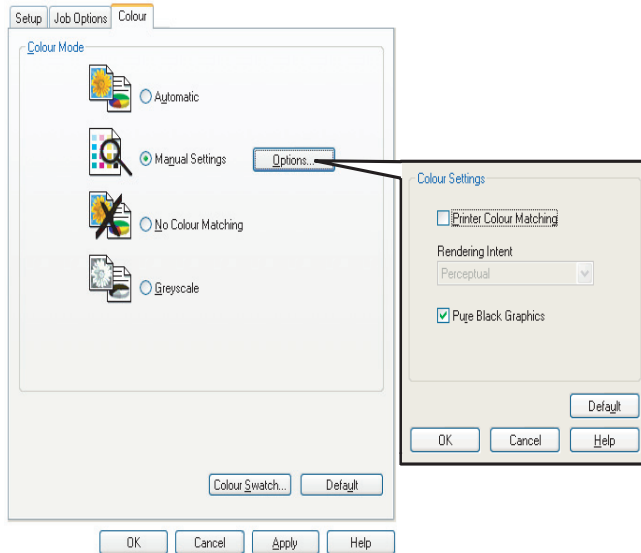 Setup Job Options Colour
Colour Mode
Automatic
Manual Settings Options...
No Colour Matching
Greyscale
Colour Swatch... Default
OK Cancel Apply Help
Colour Settings
Printer Colour Matching
Rendering Intent
Perceptual
Pure Black Graphics
Default
OK Cancel Help